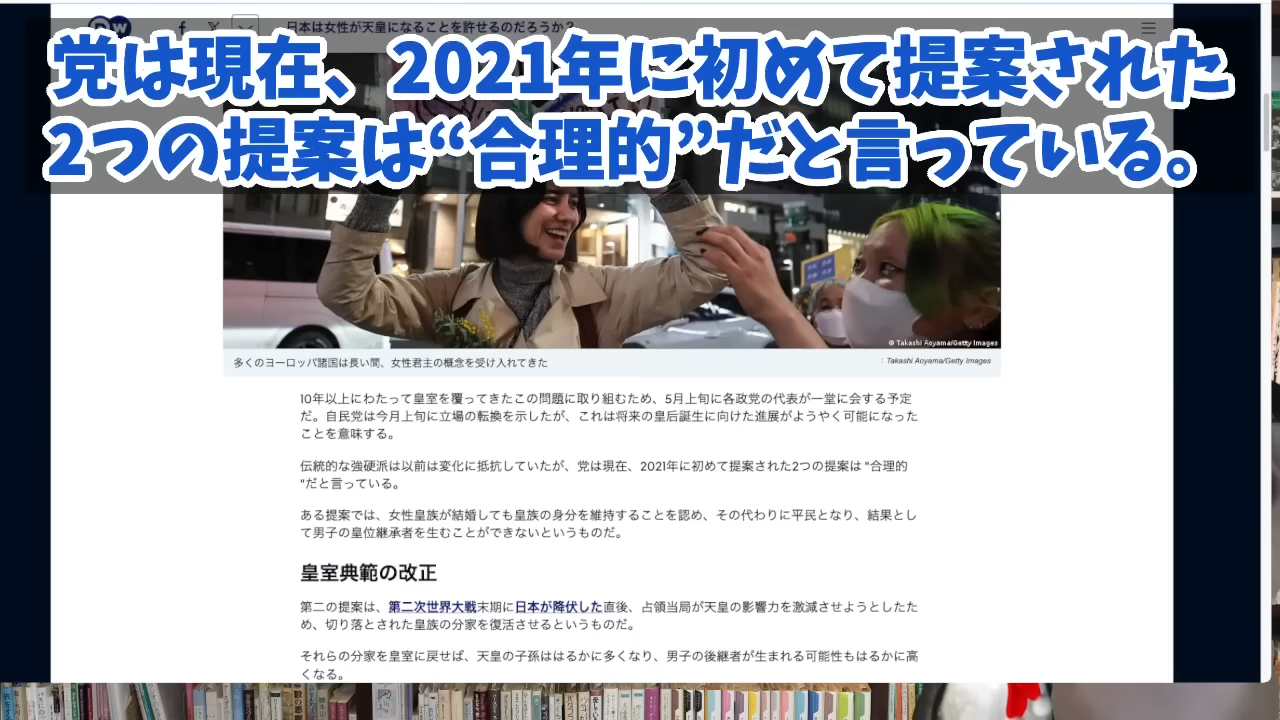 DW
日本は女性が天皇になることを許せるのだろうか？
党は現在、2021年に初めて提案された
2つの提案は“合理的”だと言っている。
© Takashi Aoyama/Getty Images
多くのヨーロッパ諸国は長い間、女性君主の概念を受け入れてきた
: Takashi Aoyama/Getty Images
10年以上にわたって皇室を覆ってきたこの問題に取り組むため、5月上旬に各政党の代表が一堂に会する予定
だ。自民党は今月上旬に立場の転換を示したが、これは将来の皇后誕生に向けた進展がようやく可能になった
ことを意味する。
伝統的な強硬派は以前は変化に抵抗していたが、党は現在、2021年に初めて提案された2つの提案は "合理的
"だと言っている。
ある提案では、女性皇族が結婚しても皇族の身分を維持することを認め、その代わりに平民となり、結果とし
て男子の皇位継承者を生むことができないというものだ。
皇室典範の改正
第二の提案は、第二次世界大戦末期に日本が降伏した直後、占領当局が天皇の影響力を激減させようとしたた
め、切り落とされた皇族の分家を復活させるというものだ。
それらの分家を皇室に戻せば、天皇の子孫ははるかに多くなり、男子の後継者が生まれる可能性もはるかに高
くなる。